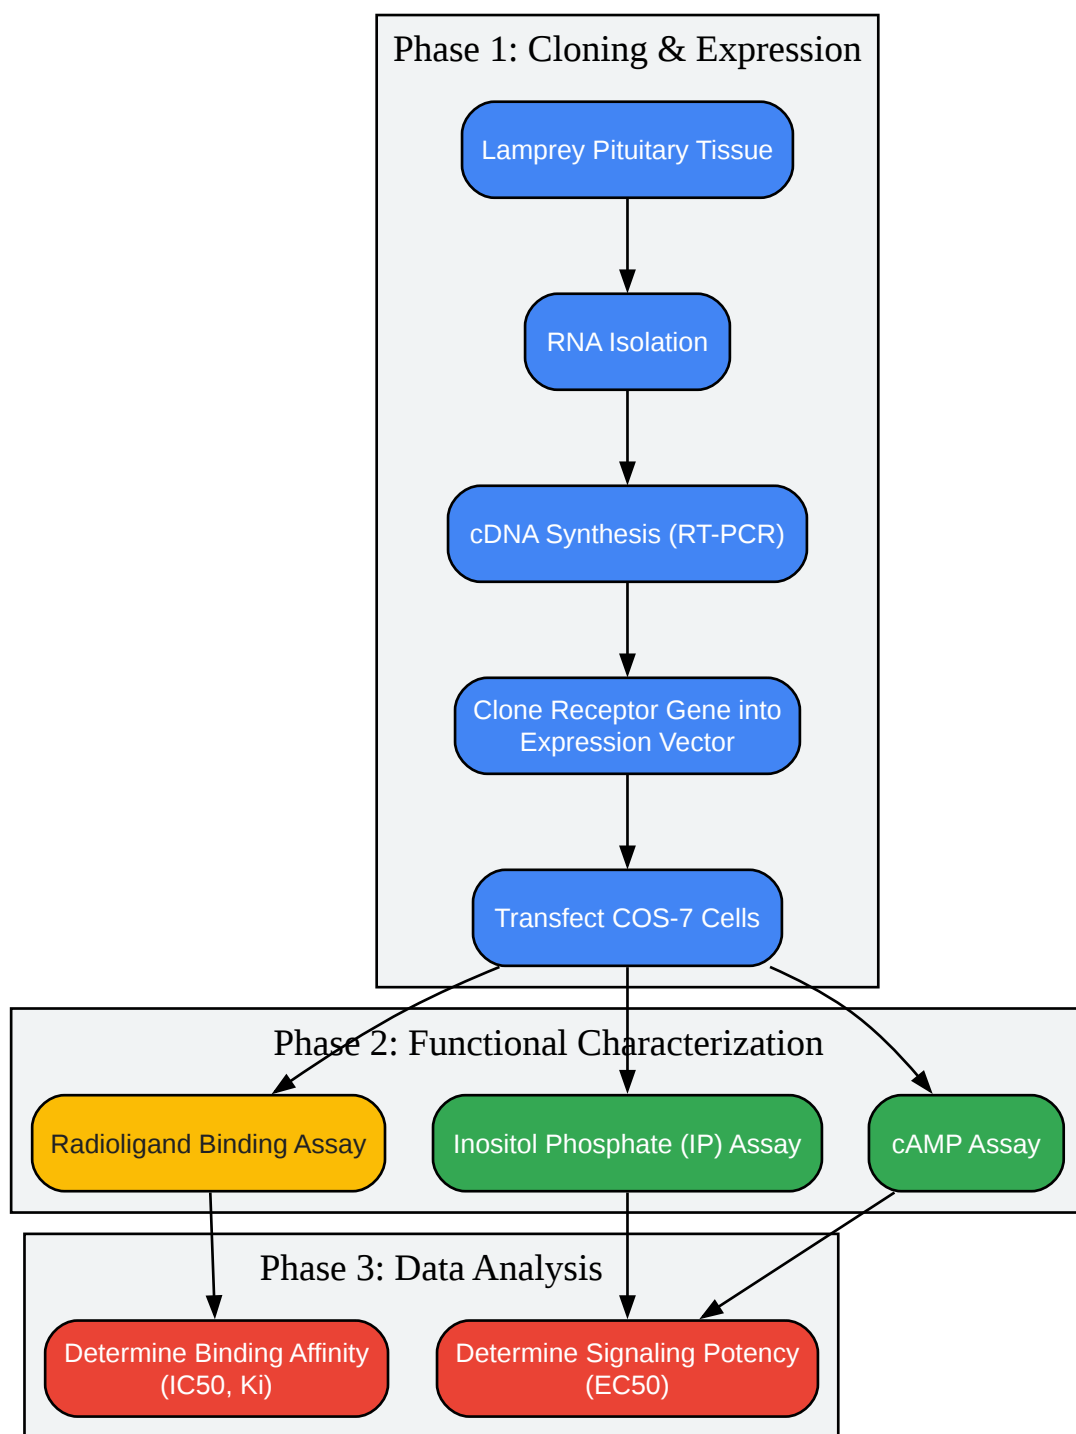 Phase 1: Cloning & Expression
Lamprey Pituitary Tissue
RNA Isolation
cDNA Synthesis (RT-PCR)
Clone Receptor Gene into
Expression Vector
Transfect COS-7 Cells
Phase 2: Functional Characterization
Radioligand Binding Assay
Inositol Phosphate (IP) Assay
cAMP Assay
Phase 3: Data Analysis
Determine Binding Affinity
(IC50, Ki)
Determine Signaling Potency
(EC50)